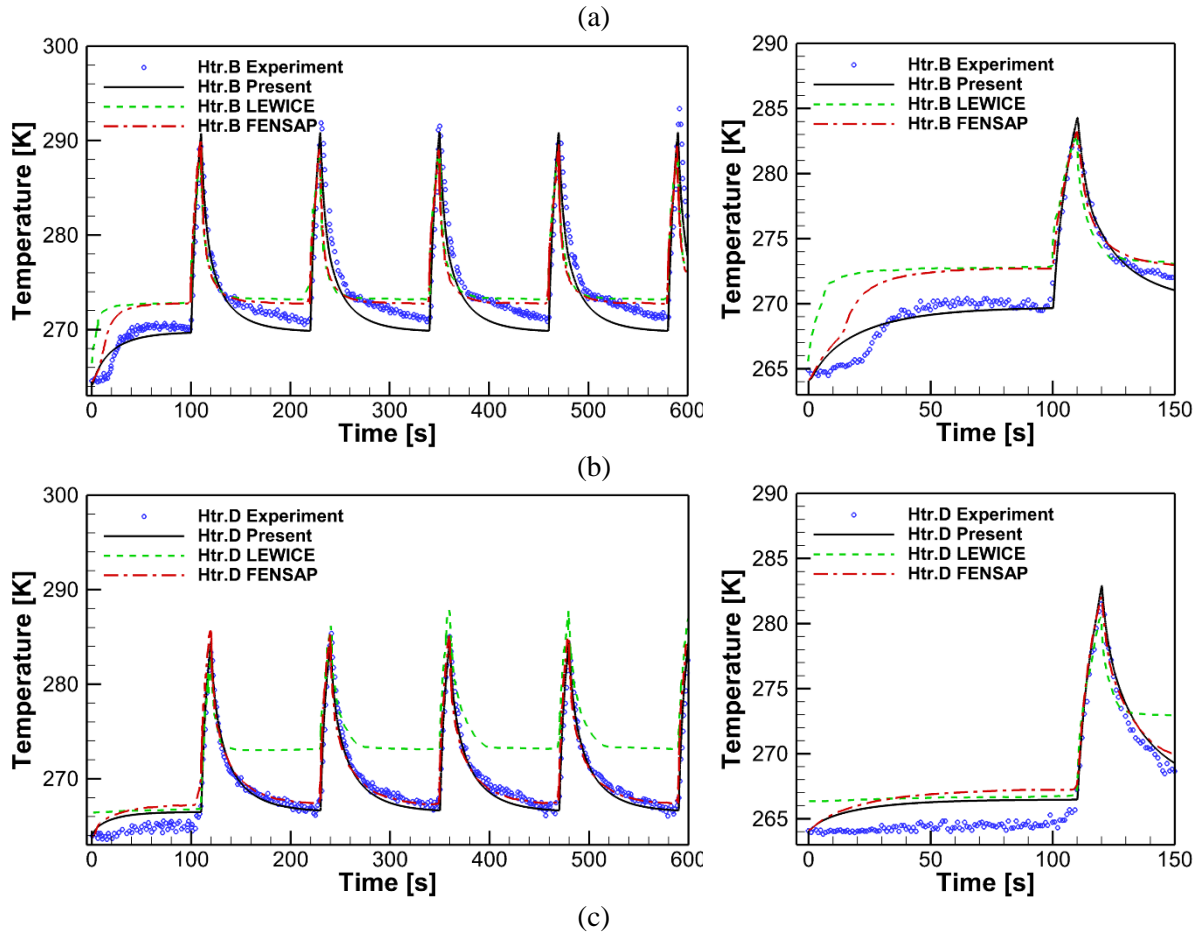 (a)
300
290
280
270
Temperature [K]
Htr.B Experiment
Htr.B Present
Htr.B LEWICE
Htr.B FENSAP
0 100 200 300 400 500 600
Time [s]
290
285
280
275
270
265
Temperature [K]
Htr.B Experiment
Htr.B Present
Htr.B LEWICE
Htr.B FENSAP
0 50 100 150
Time [s]
(b)
300
290
280
270
Temperature [K]
Htr.D Experiment
Htr.D Present
Htr.D LEWICE
Htr.D FENSAP
0 100 200 300 400 500 600
Time [s]
290
285
280
275
270
265
Temperature [K]
Htr.D Experiment
Htr.D Present
Htr.D LEWICE
Htr.D FENSAP
0 50 100 150
Time [s]
(c)